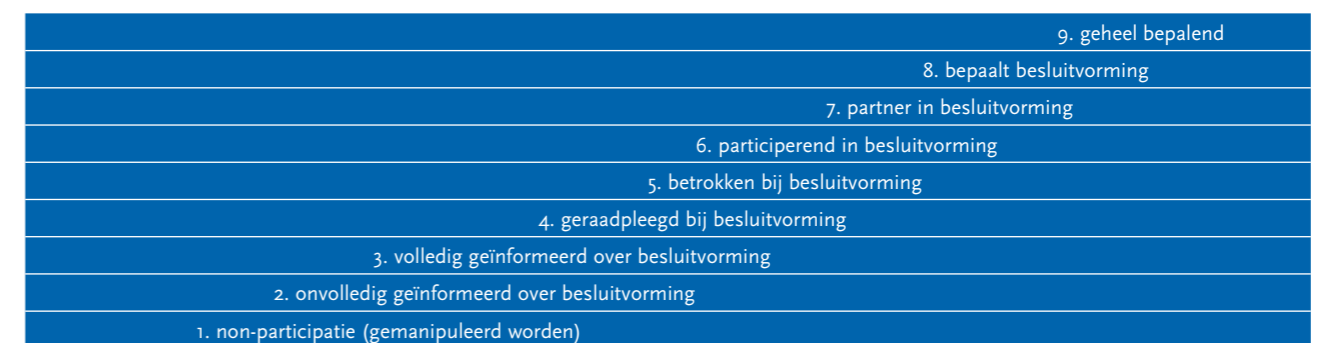 9. geheel bepalend
8. bepaalt besluitvorming
7. partner in besluitvorming
6. participerend in besluitvorming
5. betrokken bij besluitvorming
4. geraadpleegd bij besluitvorming
3. volledig geïnformeerd over besluitvorming
2. onvolledig geïnformeerd over besluitvorming
1. non-participatie (gemanipuleerd worden)